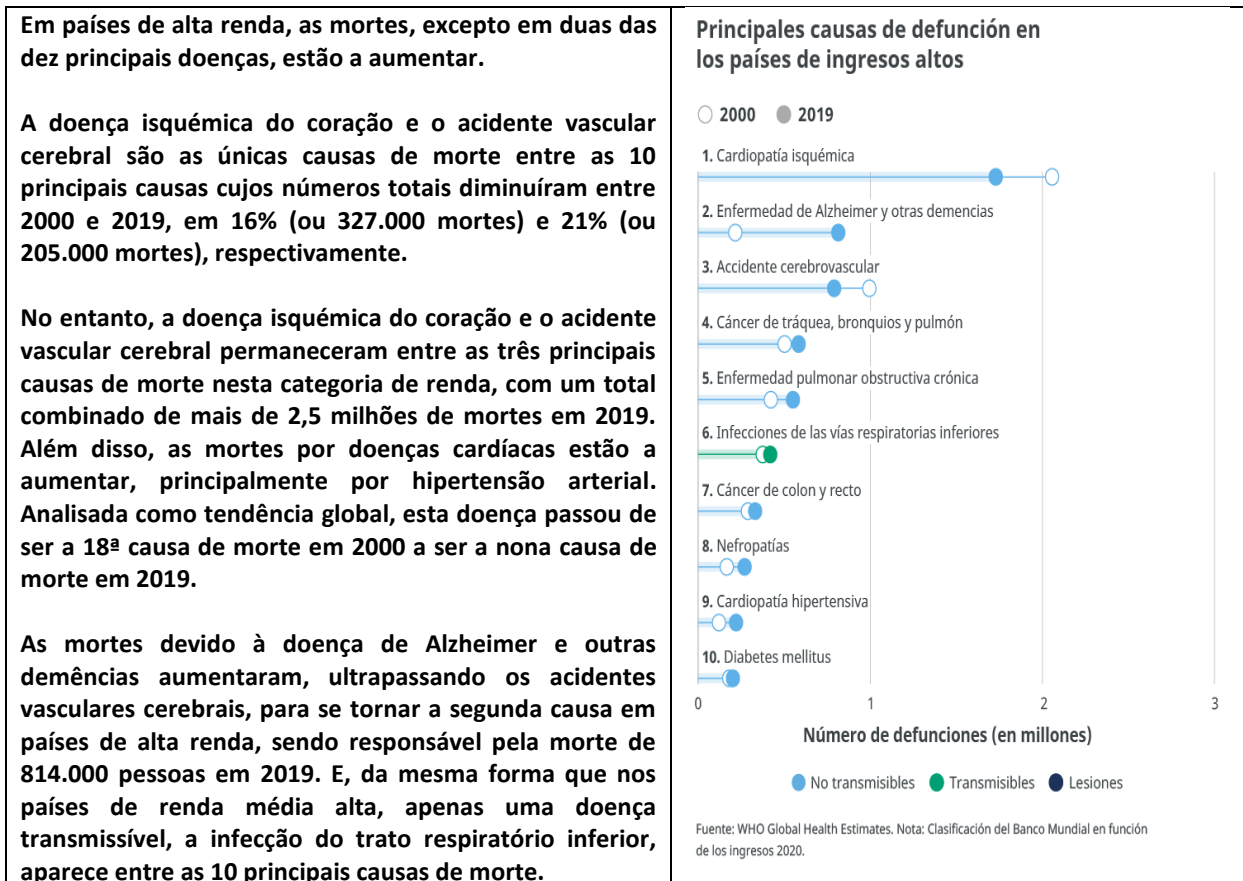 Em países de alta renda, as mortes, excepto em duas das
dez principais doenças, estão a aumentar.
A doença isquémica do coração e o acidente vascular
cerebral são as únicas causas de morte entre as 10
principais causas cujos números totais diminuíram entre
2000 e 2019, em 16% (ou 327.000 mortes) e 21% (ou
205.000 mortes), respectivamente.
No entanto, a doença isquémica do coração e o acidente
vascular cerebral permaneceram entre as três principais
causas de morte nesta categoria de renda, com um total
combinado de mais de 2,5 milhões de mortes em 2019.
Além disso, as mortes por doenças cardíacas estão a
aumentar, principalmente por hipertensão arterial.
Analisada como tendência global, esta doença passou de
ser a 18ª causa de morte em 2000 a ser a nona causa de
morte em 2019.
As mortes devido à doença de Alzheimer e outras
demências aumentaram, ultrapassando os acidentes
vasculares cerebrais, para se tornar a segunda causa em
países de alta renda, sendo responsável pela morte de
814.000 pessoas em 2019. E, da mesma forma que nos
países de renda média alta, apenas uma doença
transmissível, a infecção do trato respiratório inferior,
aparece entre as 10 principais causas de morte.
Principales causas de defunción en
los países de ingresos altos
2000 2019
1. Cardiopatía isquémica
2. Enfermedad de Alzheimer y otras demencias
3. Accidente cerebrovascular
4. Cáncer de tráquea, bronquios y pulmón
5. Enfermedad pulmonar obstructiva crónica
6. Infecciones de las vías respiratorias inferiores
7. Cáncer de colon y recto
8. Nefropatías
9. Cardiopatía hipertensiva
10. Diabetes mellitus
0 1 2 3
Número de defunciones (en millones)
No transmisibles Transmisibles Lesiones
Fuente: WHO Global Health Estimates. Nota: Clasificación del Banco Mundial en función
de los ingresos 2020.